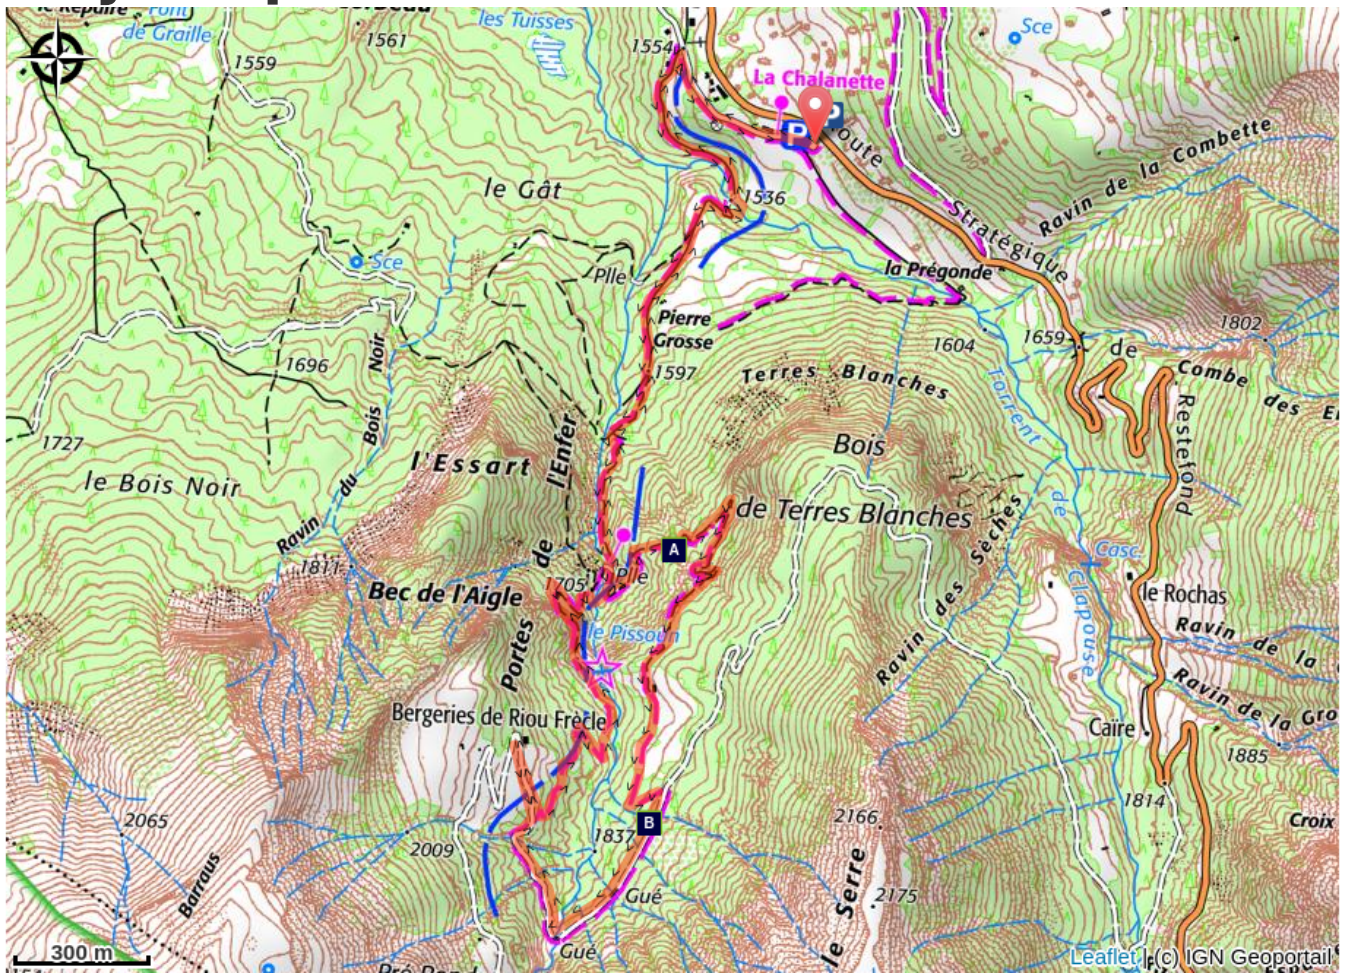 le Répaire
Font
de Graille
1561
les Tuisses
1554
Sce
1559
La Chalanette
P
P
Route
Stratégique
de
Restefond
1700
Ravin de la Combette
le Gât
1536
Sce
Plle
la Prégonde
Pierre
Grosse
1802
1659
1604
1696
Bois Noir
1597
Terres Blanches
Combe
des
1727
Torrent
de
Clapouse
l'Essart
Portes de l'Enfer
Bois
de Terres Blanches
le Bois Noir
Ravin du
A
Casc.
1811
1705
Plle
Bec de l'Aigle
le Rochas
le Pissoun
Ravin des Sèches
Ravin de la
Ravin de la Gro
Bergeries de Riou Frècle
Caïre
1885
1814
2065
2009
1837
B
2166
Croix
Barraus
Gué
2175
le Serre
Gué
300 m
Leaflet | (c) IGN Geoportail